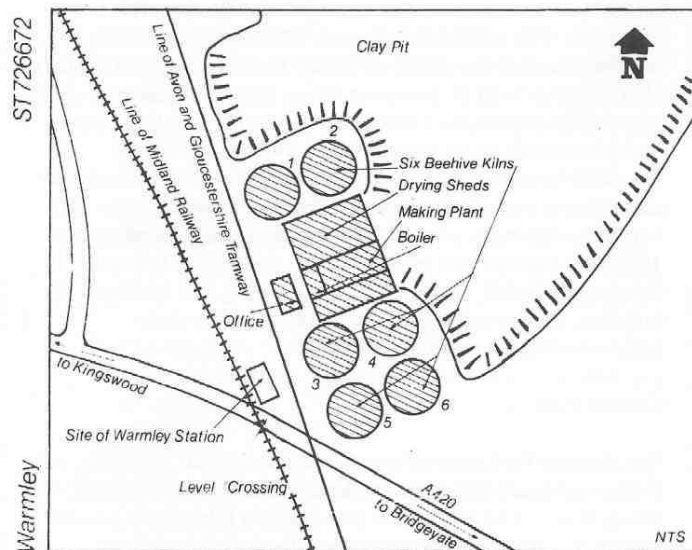 ST726672
Warmley
Clay Pit
N
Line of Avon and Gloucestershire Tramway
Line of Midland Railway
2
1
Six Beehive Kilns
Drying Sheds
Making Plant
Boiler
Office
3
4
5
6
to Kingswood
Site of Warmley Station
Level Crossing
A420
to Bridgeyate
NTS